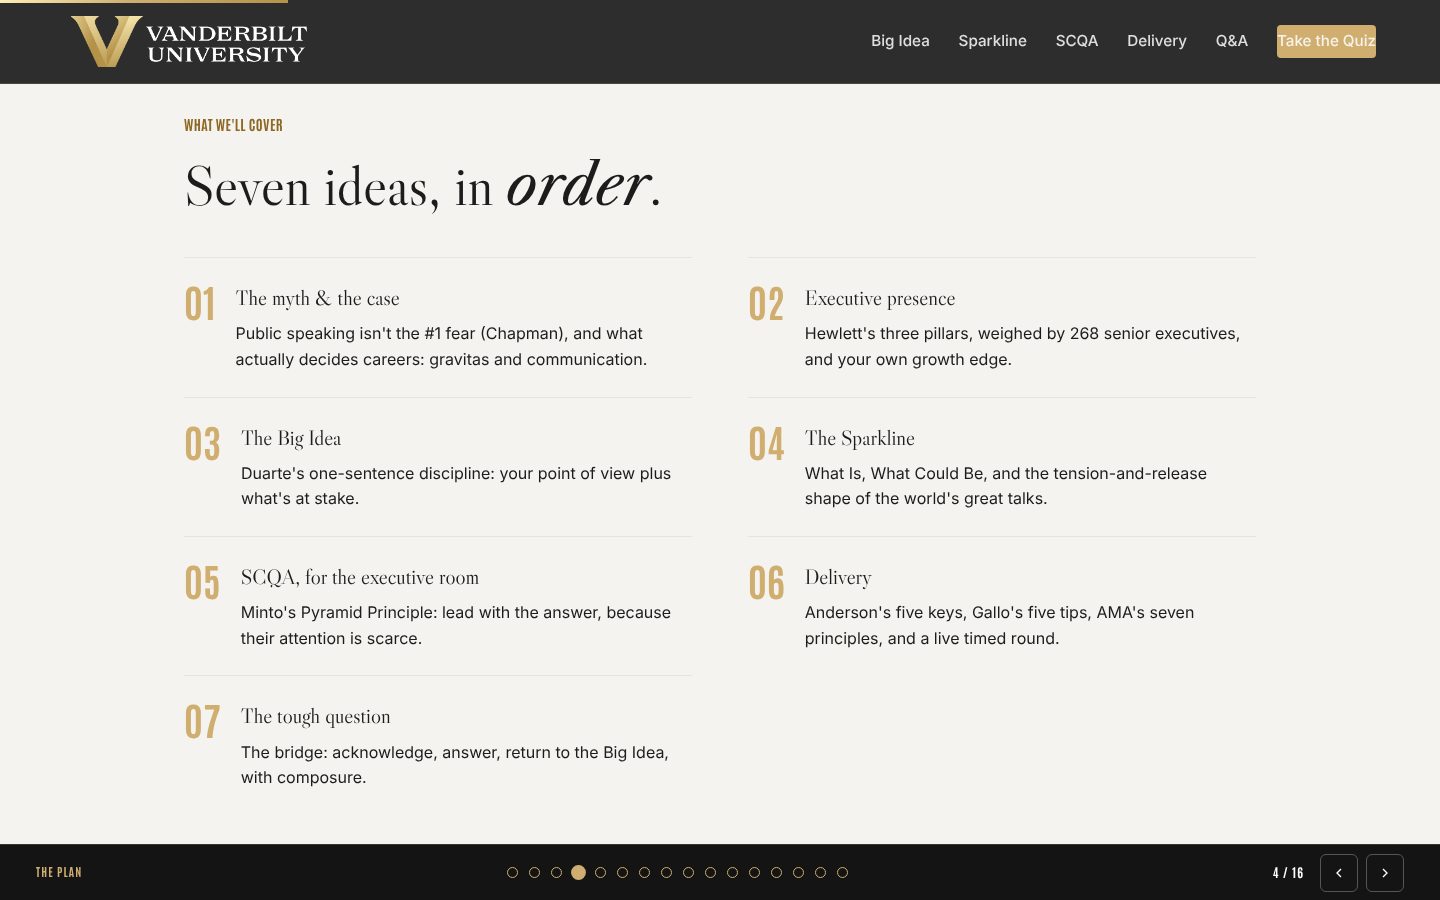 VANDERBILT
UNIVERSITY
Big Idea
Sparkline
SCQA
Delivery
Q&A
Take the Quiz
WHAT WE'LL COVER
Seven ideas, in order.
01
The myth & the case
Public speaking isn't the #1 fear (Chapman), and what
actually decides careers: gravitas and communication.
02
Executive presence
Hewlett's three pillars, weighed by 268 senior executives,
and your own growth edge.
03
The Big Idea
Duarte's one-sentence discipline: your point of view plus
what's at stake.
04
The Sparkline
What Is, What Could Be, and the tension-and-release
shape of the world's great talks.
05
SCQA, for the executive room
Minto's Pyramid Principle: lead with the answer, because
their attention is scarce.
06
Delivery
Anderson's five keys, Gallo's five tips, AMA's seven
principles, and a live timed round.
07
The tough question
The bridge: acknowledge, answer, return to the Big Idea,
with composure.
THE PLAN
4 / 16